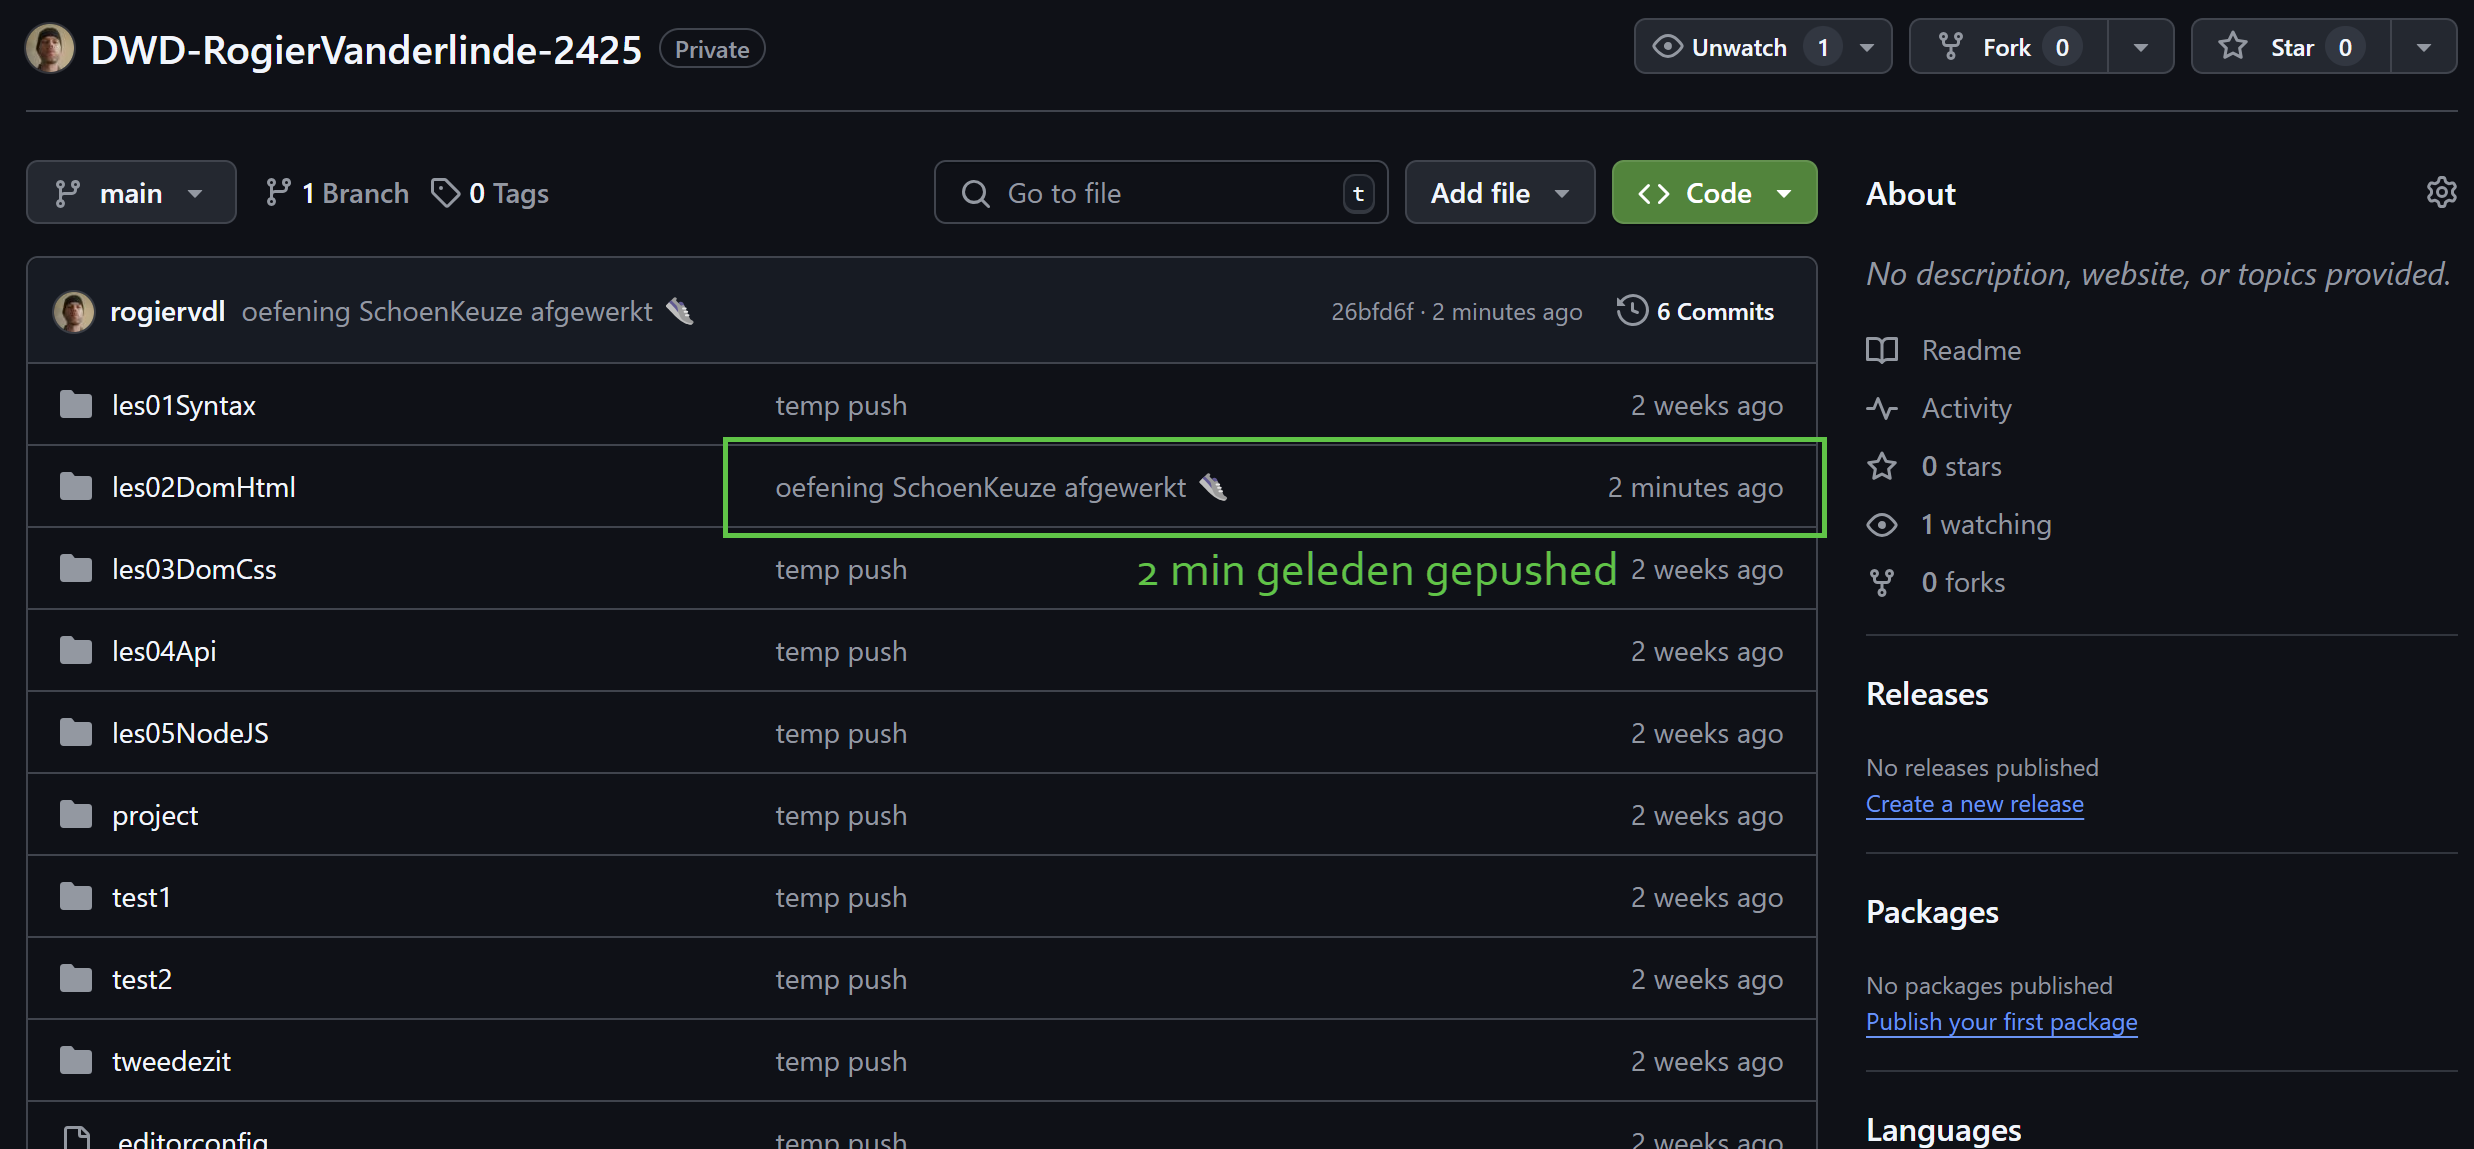 DWD-RogierVanderlinde-2425 Private Unwatch 1 Fork 0 Star 0
main 1 Branch 0 Tags Go to file t Add file Code
rogiervdl oefening SchoenKeuze afgewerkt 26bfd6f · 2 minutes ago 6 Commits
les01Syntax temp push 2 weeks ago
les02DomHtml oefening SchoenKeuze afgewerkt 2 minutes ago
les03DomCss temp push 2 min geleden gepushed 2 weeks ago
les04Api temp push 2 weeks ago
les05NodeJS temp push 2 weeks ago
project temp push 2 weeks ago
test1 temp push 2 weeks ago
test2 temp push 2 weeks ago
tweedezit temp push 2 weeks ago
.editorconfig temp push 2 weeks ago
About
No description, website, or topics provided.
Readme
Activity
0 stars
1 watching
0 forks
Releases
No releases published
Create a new release
Packages
No packages published
Publish your first package
Languages